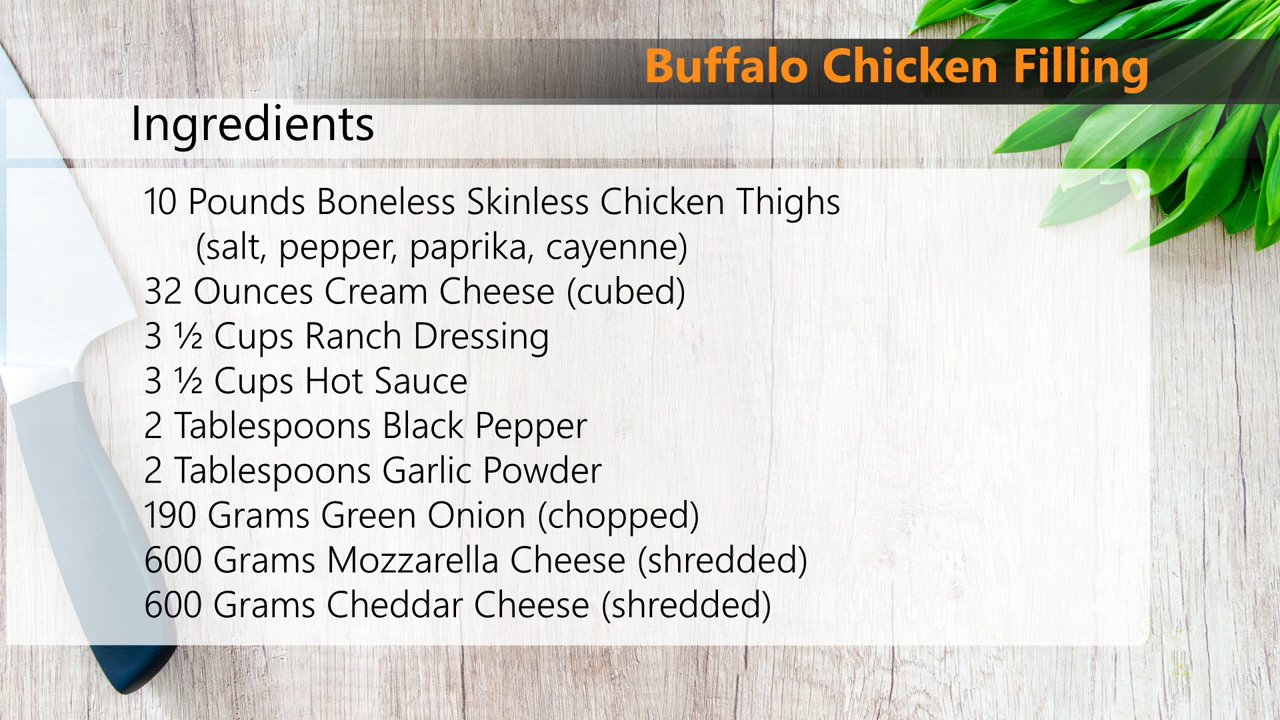 Buffalo Chicken Filling
Ingredients
10 Pounds Boneless Skinless Chicken Thighs
(salt, pepper, paprika, cayenne)
32 Ounces Cream Cheese (cubed)
3 ½ Cups Ranch Dressing
3 ½ Cups Hot Sauce
2 Tablespoons Black Pepper
2 Tablespoons Garlic Powder
190 Grams Green Onion (chopped)
600 Grams Mozzarella Cheese (shredded)
600 Grams Cheddar Cheese (shredded)